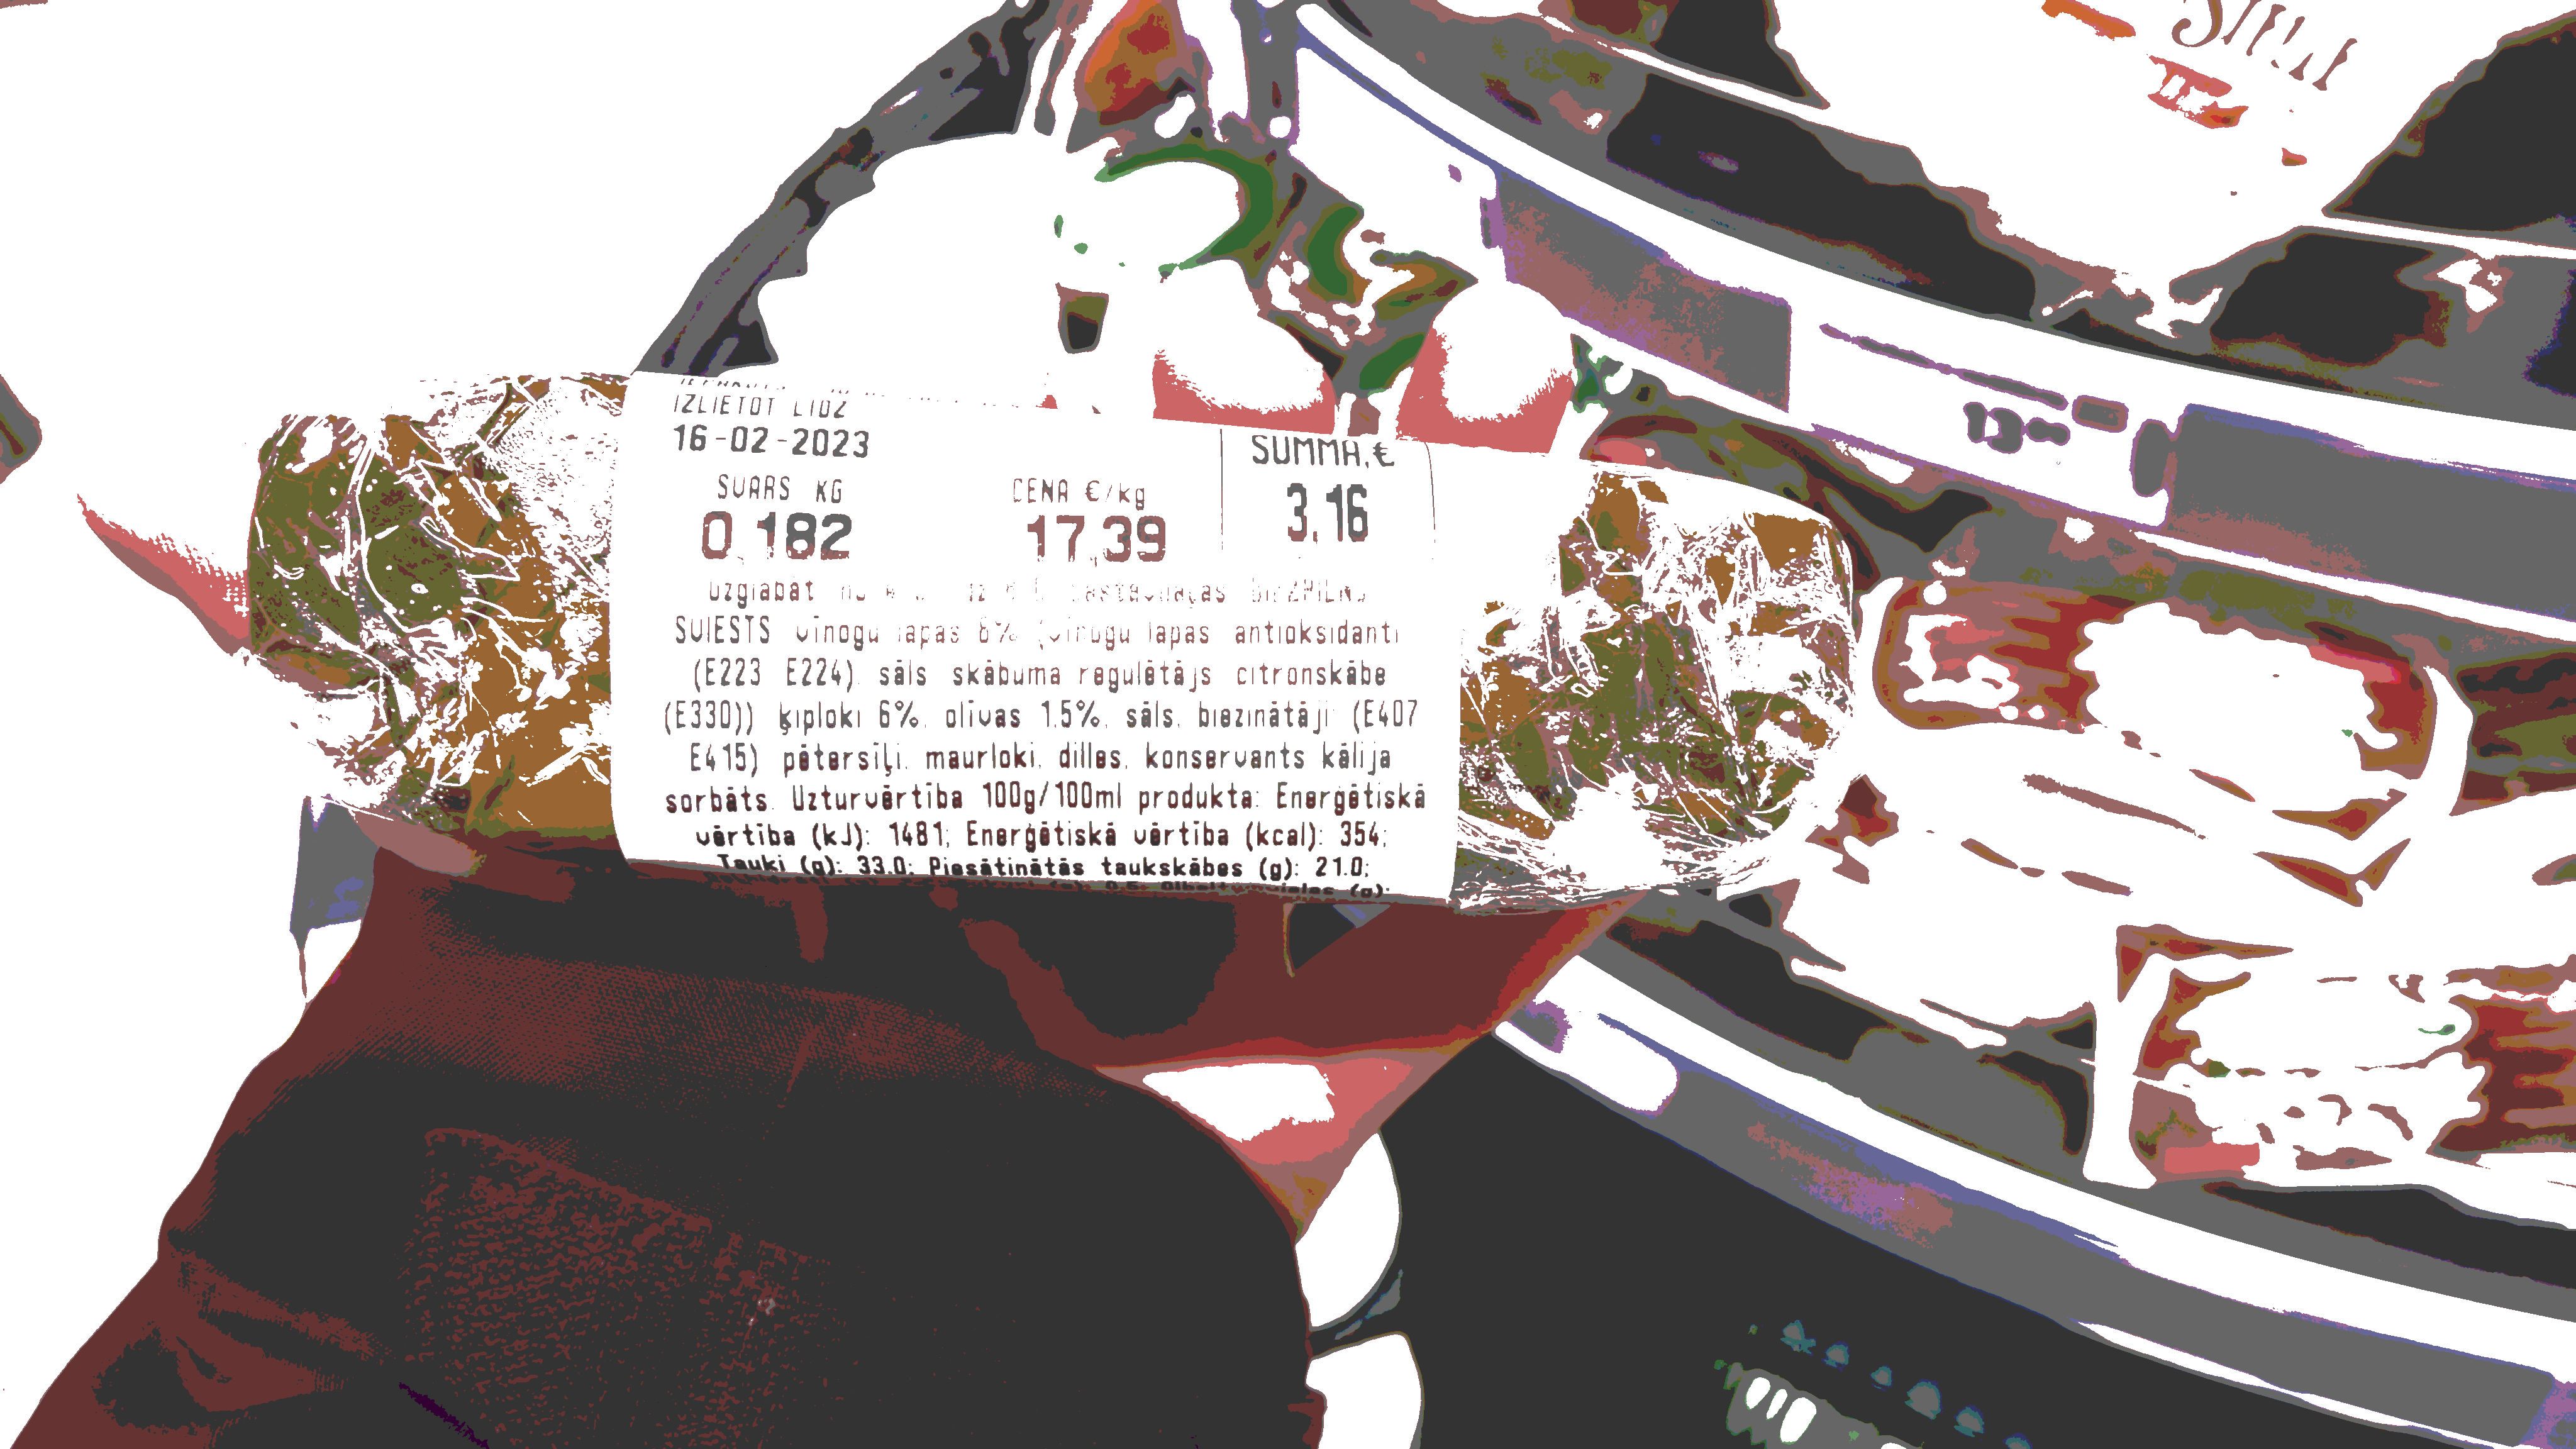 IZLIETOT LĪDZ
16-02-2023
SUMMA,€
SVARS KG
CENA €/kg
3.16
0.182
17.39
Uzglabāt
SVIESTS vīnogu lapas 6% (vīnogu lapas antioksidanti
(E223 E224) sāls skābuma regulētājs citronskābe
(E330)) ķiploki 6%, olīvas 1.5%, sāls, biezinātāji (E407
E415) pētersīļi, maurloki, dilles, konservants kālija
sorbāts. Uzturvērtība 100g/100ml produkta: Enerģētiskā
vērtība (kJ): 1481; Enerģētiskā vērtība (kcal): 354;
Tauki (g): 33.0; Piesātinātās taukskābes (g): 21.0;